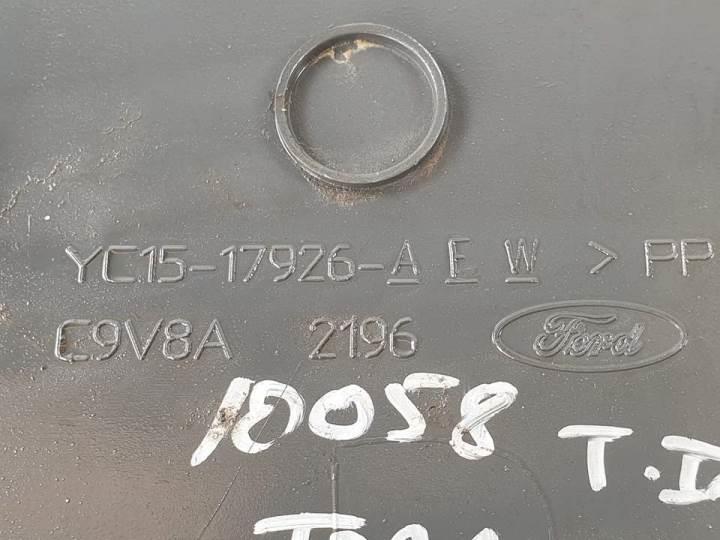 YC15-17926-A E W > PP
C9V8A 2196 Ford
10058